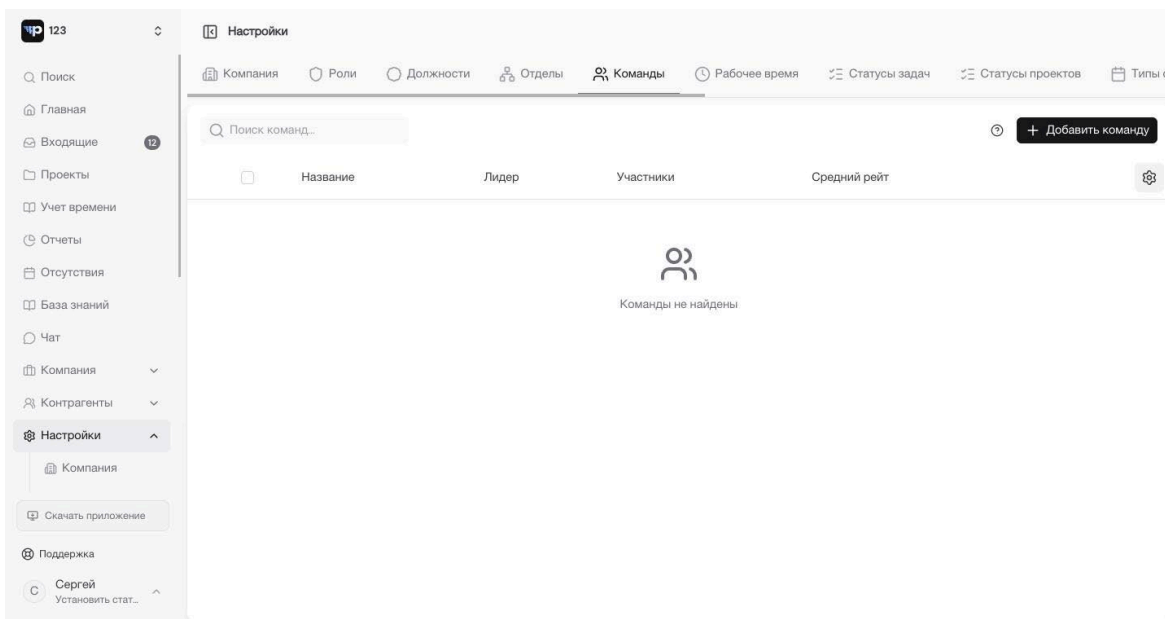 123
Настройки
Поиск
Главная
Входящие 12
Проекты
Учет времени
Отчеты
Отсутствия
База знаний
Чат
Компания
Контрагенты
Настройки
Компания
Скачать приложение
Поддержка
С Сергей
Установить стат...
Компания Роли Должности Отделы Команды Рабочее время Статусы задач Статусы проектов Типы
Поиск команд... Добавить команду
Название Лидер Участники Средний рейт
Команды не найдены